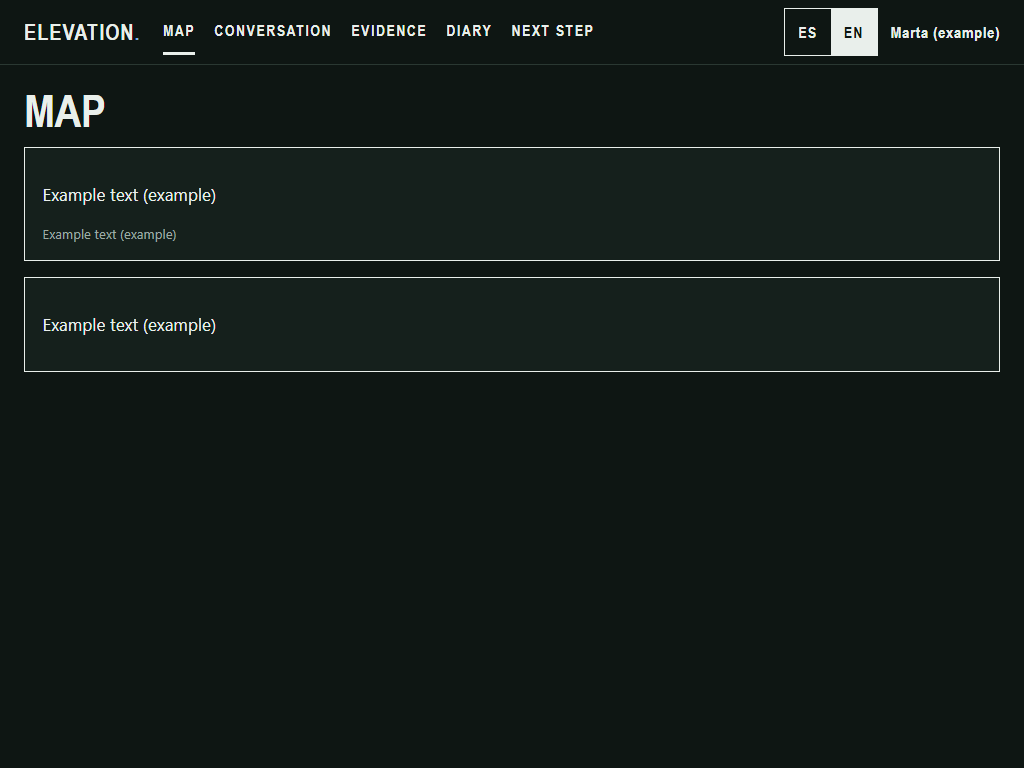 ELEVATION.
MAP
CONVERSATION
EVIDENCE
DIARY
NEXT STEP
ES
EN
Marta (example)
MAP
Example text (example)
Example text (example)
Example text (example)